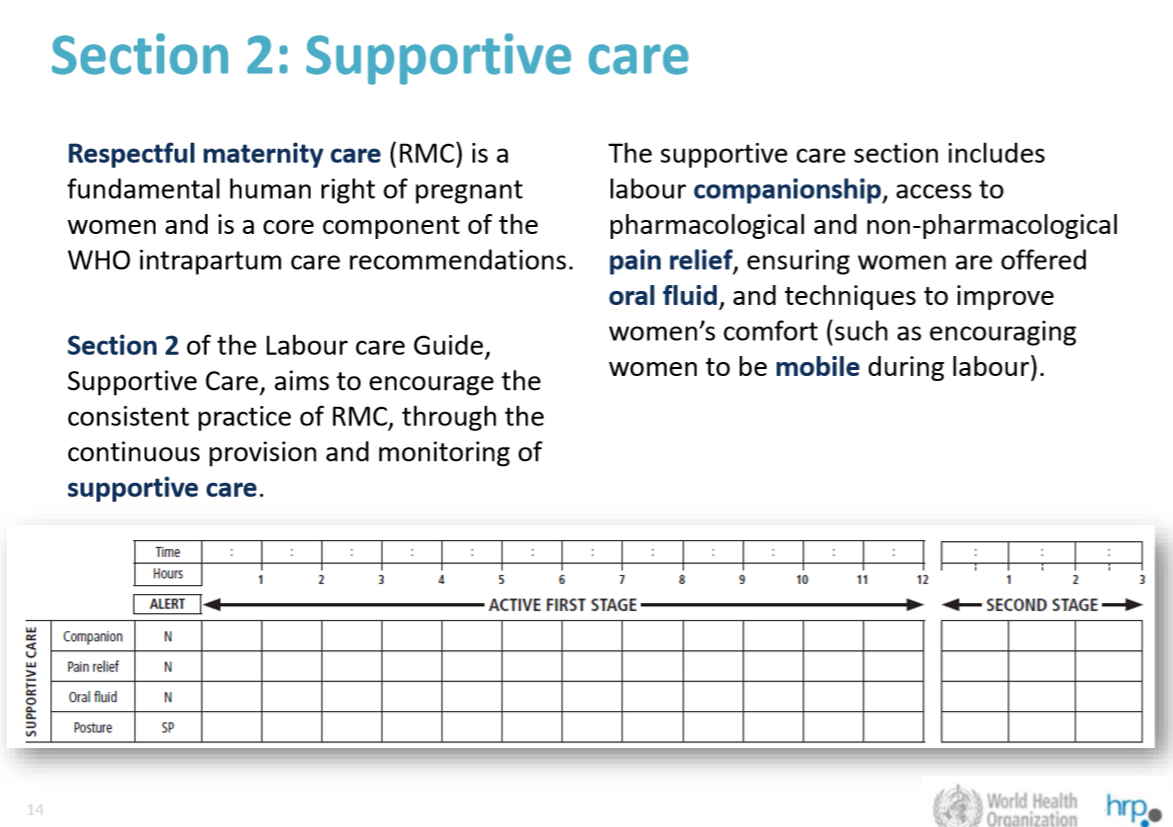 Section 2: Supportive care
Respectful maternity care (RMC) is a
fundamental human right of pregnant
women and is a core component of the
WHO intrapartum care recommendations.
Section 2 of the Labour care Guide,
Supportive Care, aims to encourage the
consistent practice of RMC, through the
continuous provision and monitoring of
supportive care.
The supportive care section includes
labour companionship, access to
pharmacological and non-pharmacological
pain relief, ensuring women are offered
oral fluid, and techniques to improve
women’s comfort (such as encouraging
women to be mobile during labour).
Time : : : : : : : : : : : : : : :
Hours 1 2 3 4 5 6 7 8 9 10 11 12 1 2 3
ALERT ACTIVE FIRST STAGE SECOND STAGE
SUPPORTIVE CARE
Companion N
Pain relief N
Oral fluid N
Posture SP
14
World Health
Organization
hrp.